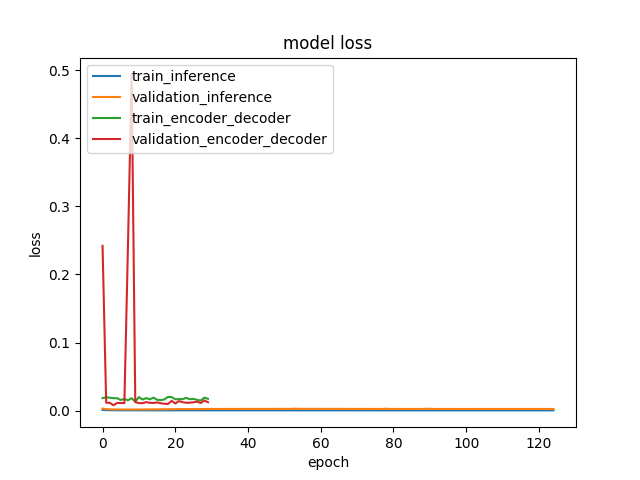 model loss
train_inference
validation_inference
train_encoder_decoder
validation_encoder_decoder
0.5
0.4
0.3
0.2
0.1
0.0
loss
0 20 40 60 80 100 120
epoch